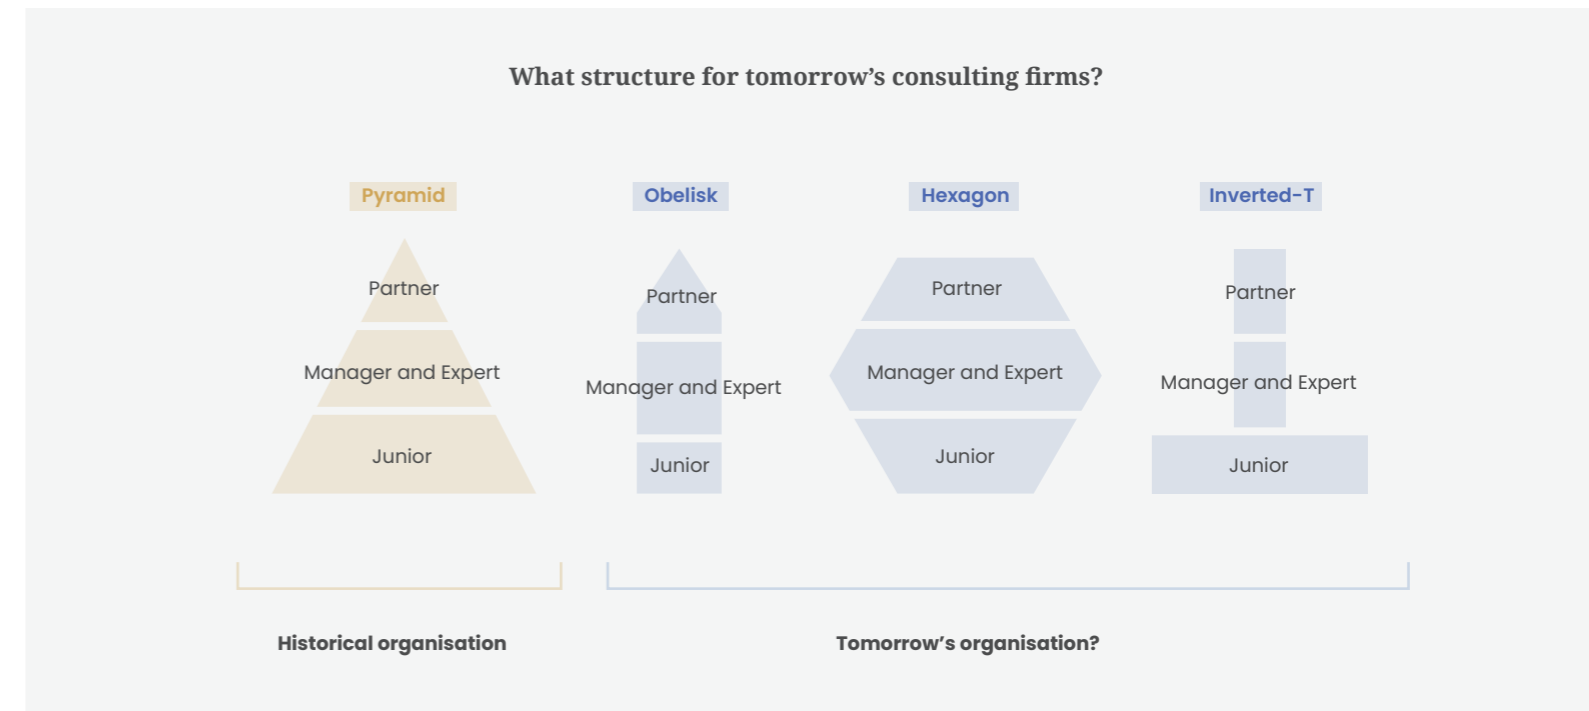 What structure for tomorrow’s consulting firms?
Pyramid
Partner
Manager and Expert
Junior
Obelisk
Partner
Manager and Expert
Junior
Hexagon
Partner
Manager and Expert
Junior
Inverted-T
Partner
Manager and Expert
Junior
Historical organisation
Tomorrow’s organisation?